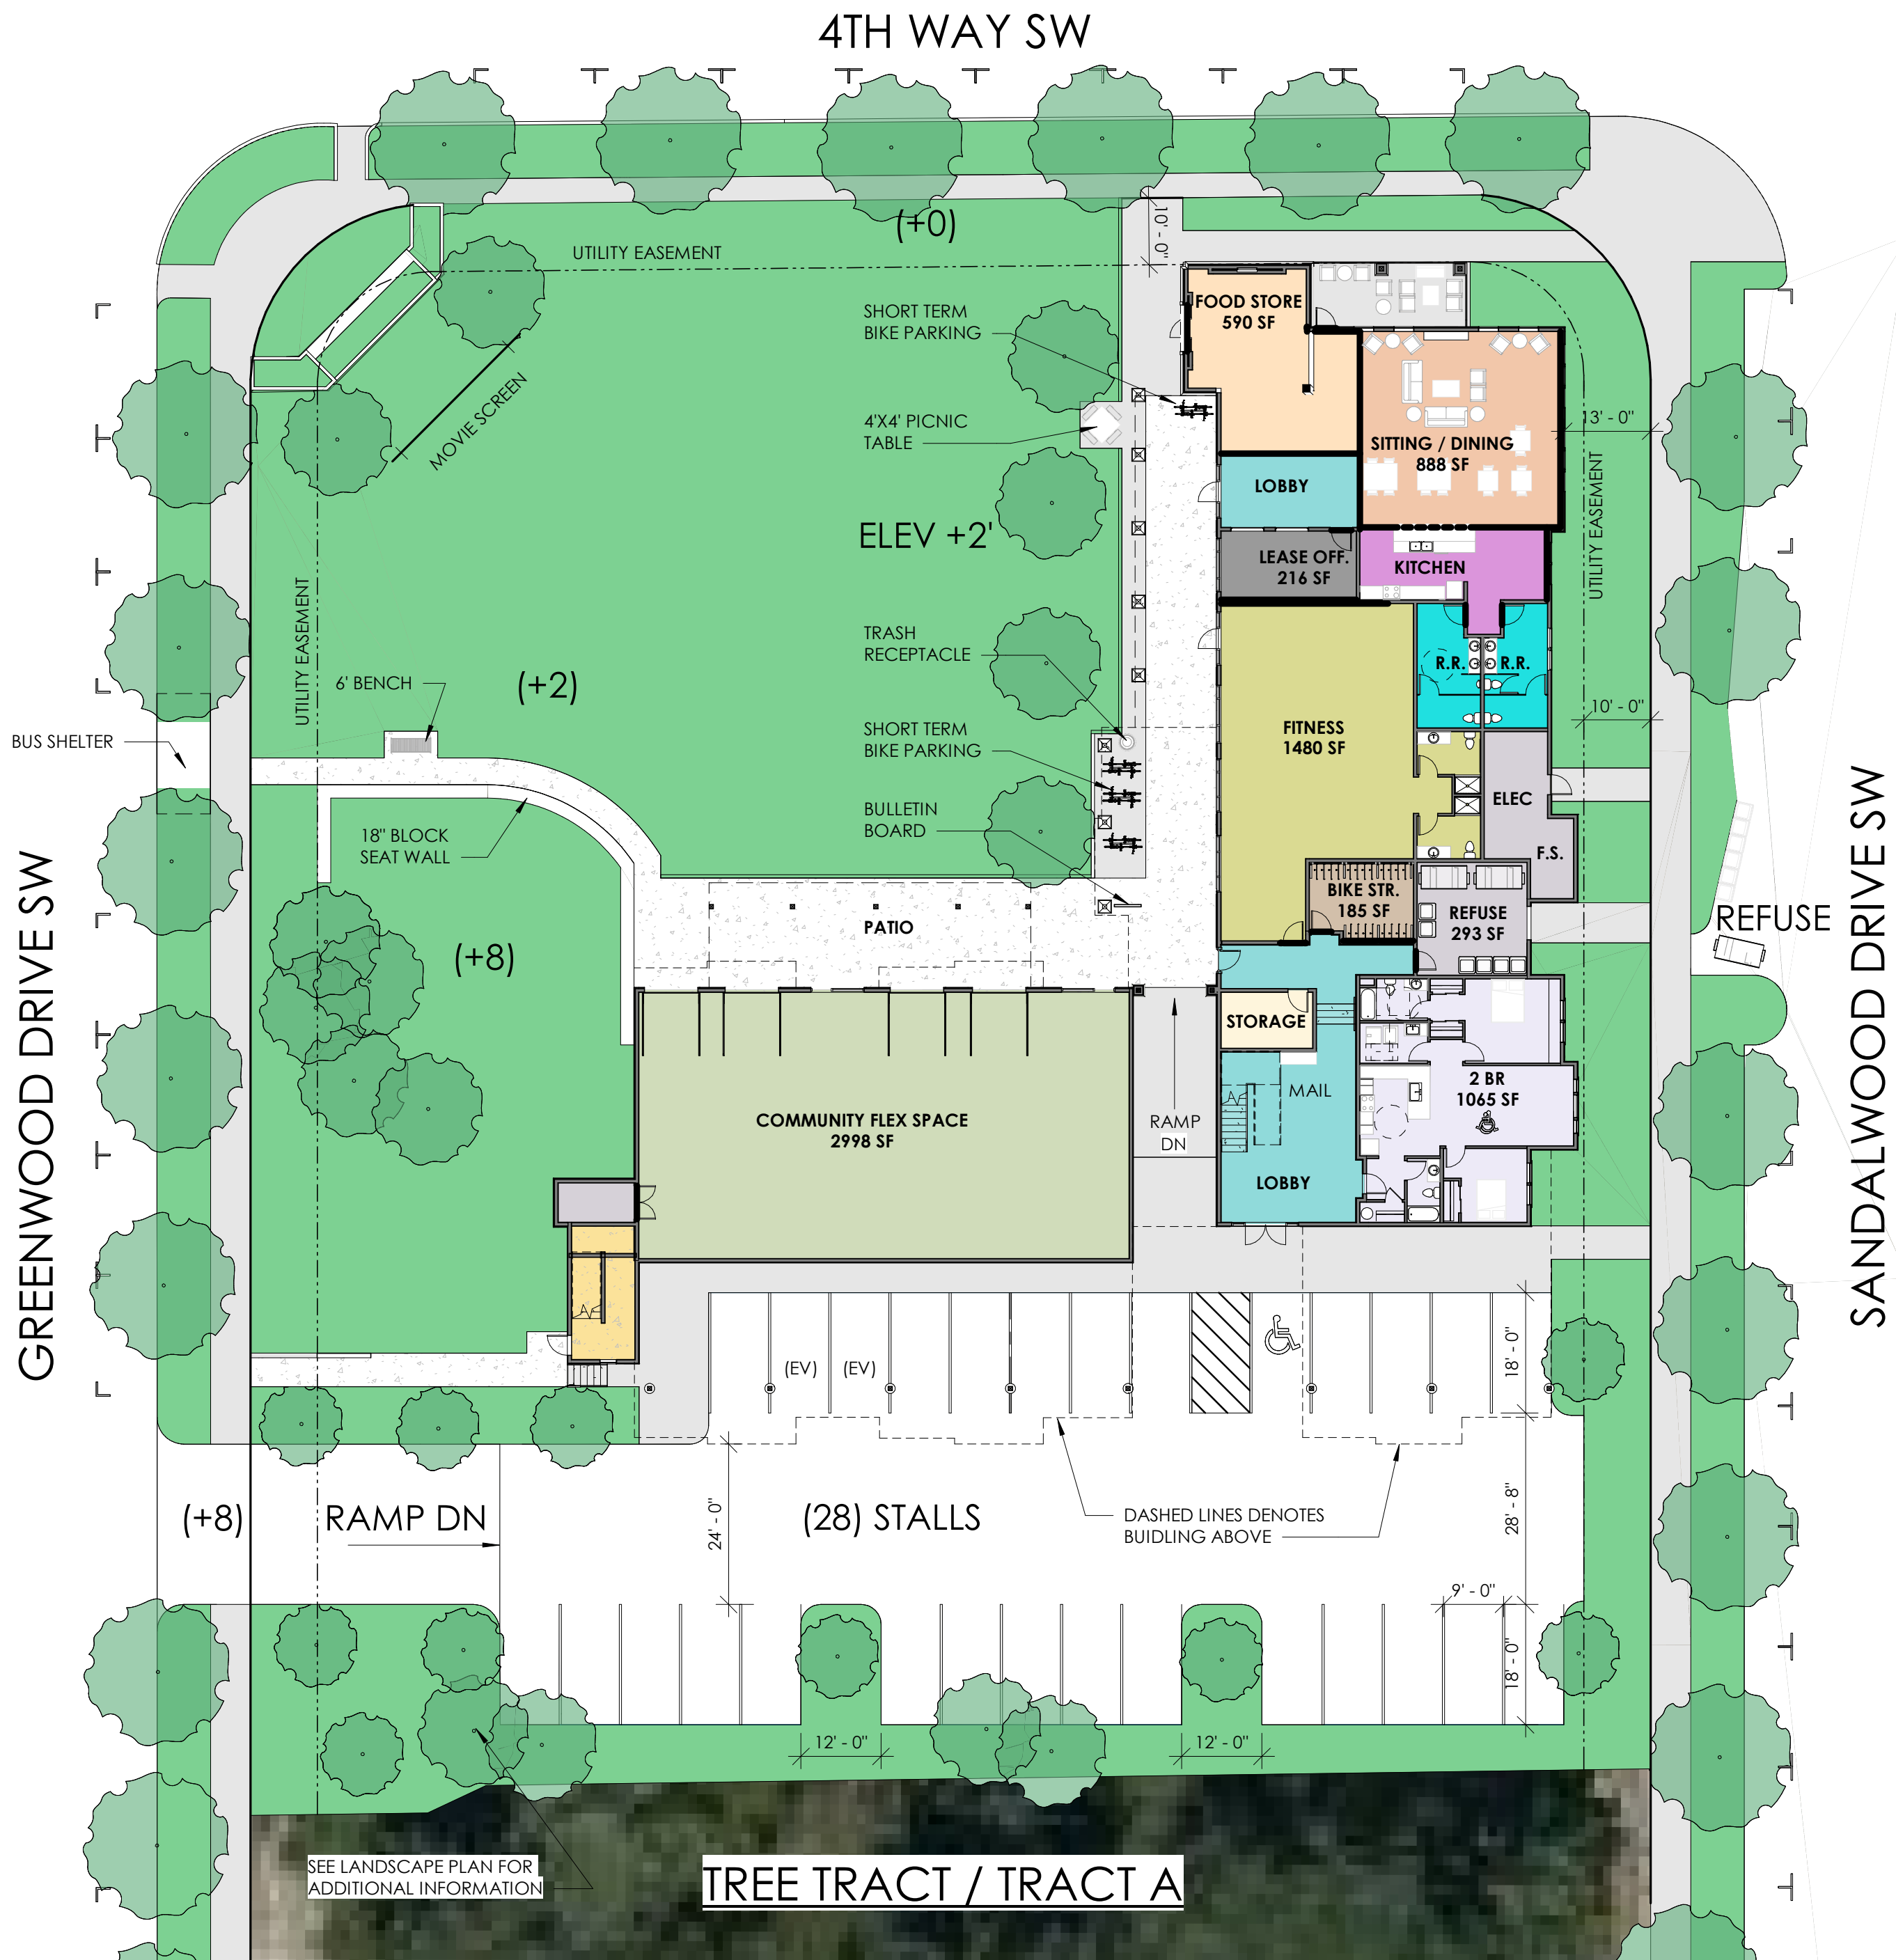 4TH WAY SW
(+0)
10' - 0"
UTILITY EASEMENT
SHORT TERM
BIKE PARKING
FOOD STORE
590 SF
MOVIE SCREEN
4'X4' PICNIC
TABLE
13' - 0"
SITTING / DINING
888 SF
LOBBY
UTILITY EASEMENT
ELEV +2'
LEASE OFF.
216 SF
KITCHEN
UTILITY EASEMENT
TRASH
RECEPTACLE
R.R.
R.R.
6' BENCH
(+2)
10' - 0"
BUS SHELTER
SHORT TERM
BIKE PARKING
FITNESS
1480 SF
ELEC
BULLETIN
BOARD
18" BLOCK
SEAT WALL
F.S.
BIKE STR.
185 SF
REFUSE
293 SF
REFUSE
PATIO
(+8)
GREENWOOD DRIVE SW
SANDALWOOD DRIVE SW
STORAGE
MAIL
2 BR
1065 SF
COMMUNITY FLEX SPACE
2998 SF
RAMP
DN
LOBBY
(EV)
(EV)
18' - 0"
(+8)
RAMP DN
24' - 0"
(28) STALLS
DASHED LINES DENOTES
BUIDLING ABOVE
28' - 8"
9' - 0"
18' - 0"
12' - 0"
12' - 0"
SEE LANDSCAPE PLAN FOR
ADDITIONAL INFORMATION
TREE TRACT / TRACT A